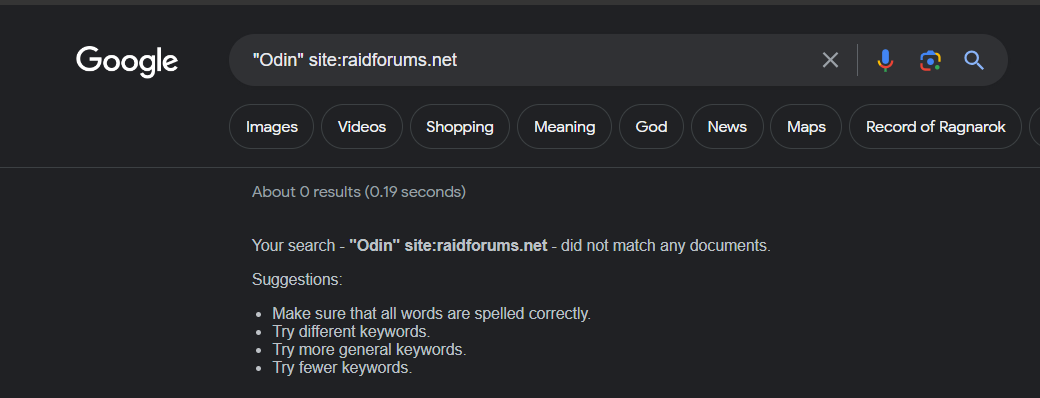 Google
"Odin" site:raidforums.net
Images Videos Shopping Meaning God News Maps Record of Ragnarok
About 0 results (0.19 seconds)
Your search - "Odin" site:raidforums.net - did not match any documents.
Suggestions:
• Make sure that all words are spelled correctly.
• Try different keywords.
• Try more general keywords.
• Try fewer keywords.